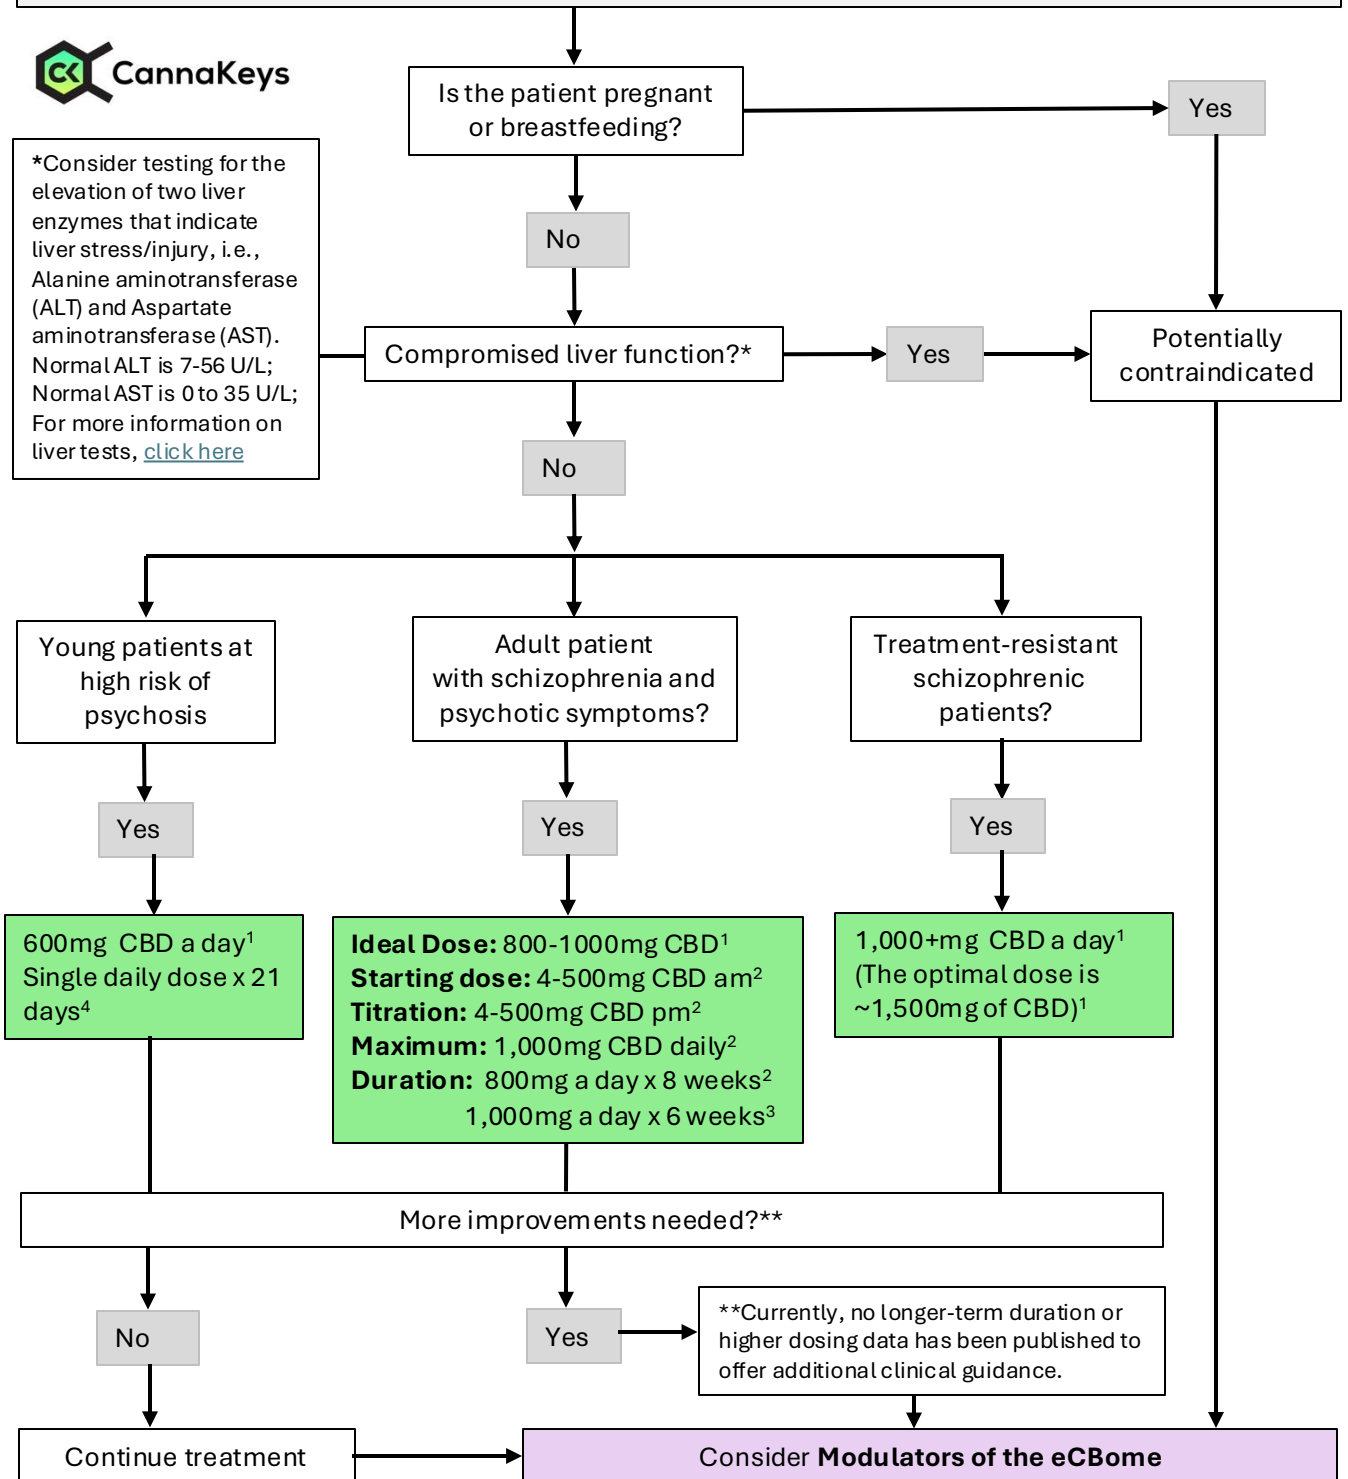 CK CannaKeys
Is the patient pregnant
or breastfeeding?
Yes
*Consider testing for the
elevation of two liver
enzymes that indicate
liver stress/injury, i.e.,
Alanine aminotransferase
(ALT) and Aspartate
aminotransferase (AST).
Normal ALT is 7-56 U/L;
Normal AST is 0 to 35 U/L;
For more information on
liver tests, click here
No
Compromised liver function?*
Yes
Potentially
contraindicated
No
Young patients at
high risk of
psychosis
Adult patient
with schizophrenia and
psychotic symptoms?
Treatment-resistant
schizophrenic
patients?
Yes
Yes
Yes
600mg CBD a day¹
Single daily dose x 21
days⁴
Ideal Dose: 800-1000mg CBD¹
Starting dose: 4-500mg CBD am²
Titration: 4-500mg CBD pm²
Maximum: 1,000mg CBD daily²
Duration: 800mg a day x 8 weeks²
1,000mg a day x 6 weeks³
1,000+mg CBD a day¹
(The optimal dose is
~1,500mg of CBD)¹
More improvements needed?**
No
Yes
**Currently, no longer-term duration or
higher dosing data has been published to
offer additional clinical guidance.
Continue treatment
Consider Modulators of the eCBome